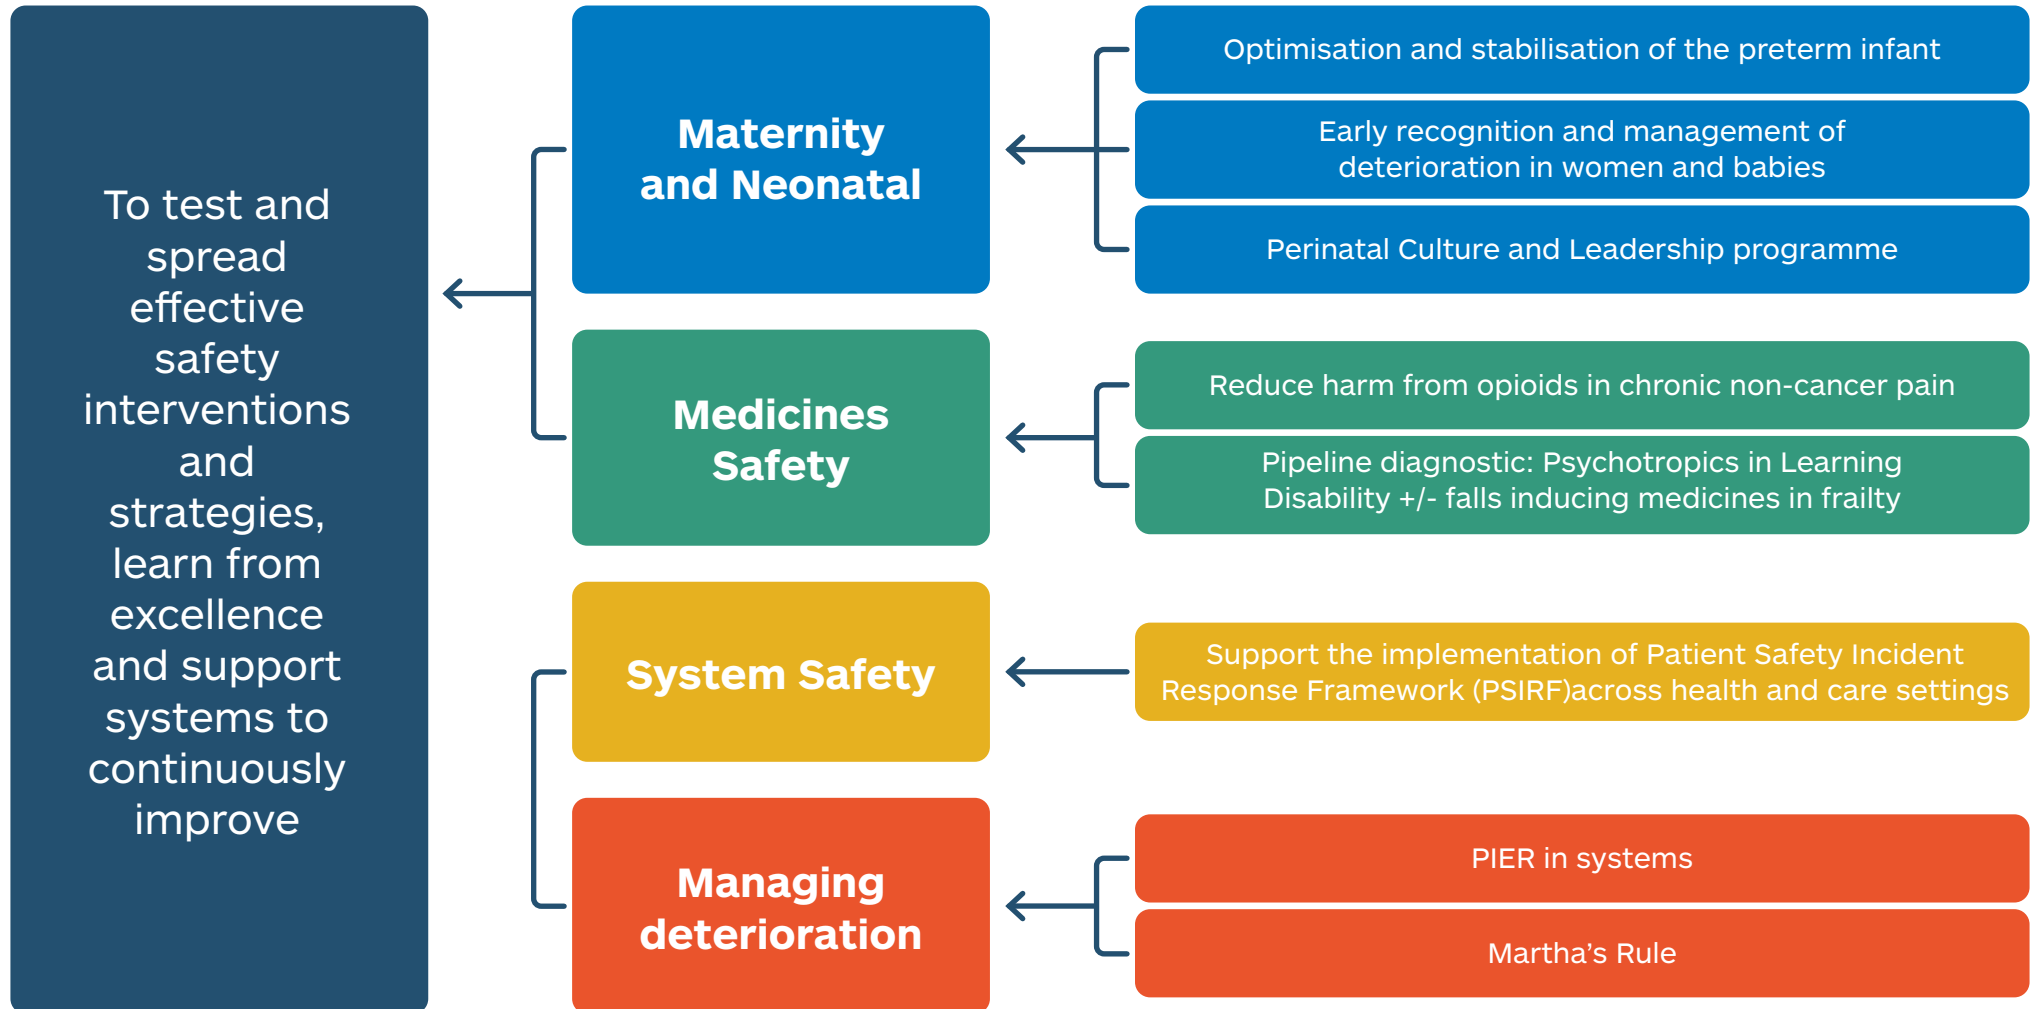 To test and
spread
effective
safety
interventions
and
strategies,
learn from
excellence
and support
systems to
continuously
improve
Maternity
and Neonatal
Optimisation and stabilisation of the preterm infant
Early recognition and management of
deterioration in women and babies
Perinatal Culture and Leadership programme
Medicines
Safety
Reduce harm from opioids in chronic non-cancer pain
Pipeline diagnostic: Psychotropics in Learning
Disability +/- falls inducing medicines in frailty
System Safety
Support the implementation of Patient Safety Incident
Response Framework (PSIRF)across health and care settings
Managing
deterioration
PIER in systems
Martha’s Rule